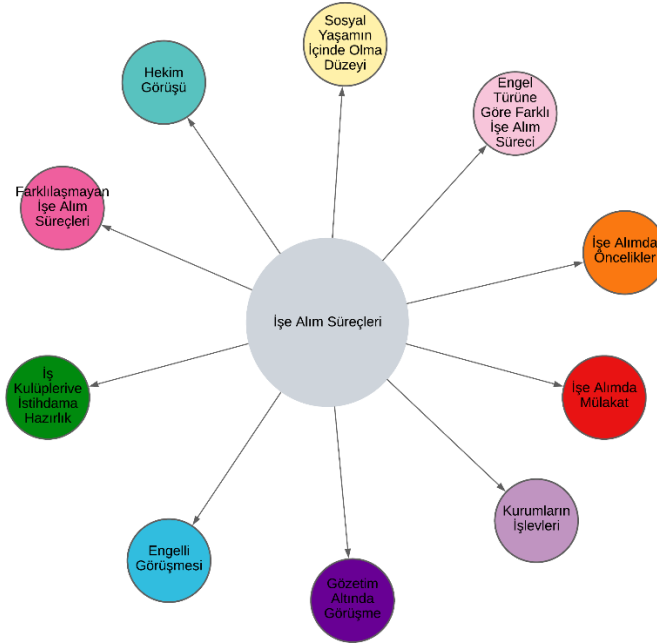 Sosyal
Yaşamın
İçinde Olma
Düzeyi
Hekim
Görüşü
Engel
Türüne
Göre Farklı
İşe Alım
Süreci
Farklılaşmayan
İşe Alım
Süreçleri
İşe Alımda
Öncelikler
İşe Alım Süreçleri
İş
Kulüplerive
İstihdama
Hazırlık
İşe Alımda
Mülakat
Kurumların
İşlevleri
Engelli
Görüşmesi
Gözetim
Altında
Görüşme